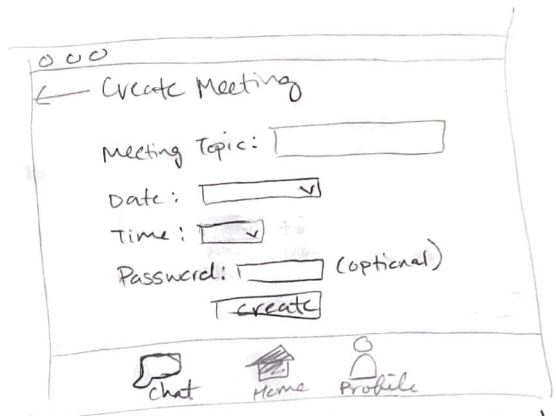 Create Meeting
Meeting Topic:
Date:
Time:
Password: (optional)
create
Chat Home Profile